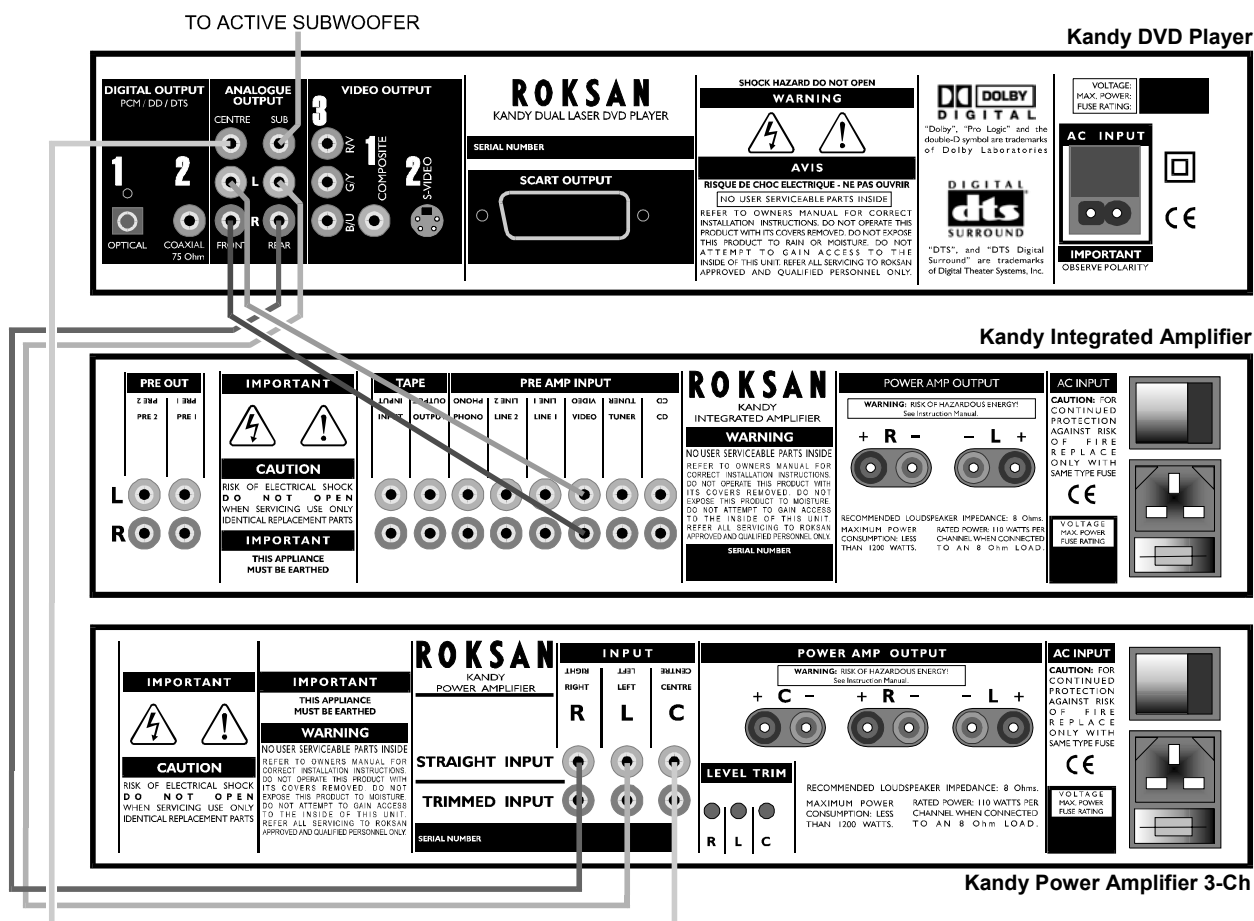 TO ACTIVE SUBWOOFER
Kandy DVD Player
DIGITAL OUTPUT
PCM / DD / DTS
1
2
OPTICAL
COAXIAL
75 Ohm
ANALOGUE
OUTPUT
CENTRE SUB
L
R
FRONT REAR
VIDEO OUTPUT
3
R/V
G/Y
B/U
1
COMPOSITE
2
S-VIDEO
ROKSAN
KANDY DUAL LASER DVD PLAYER
SERIAL NUMBER
SCART OUTPUT
SHOCK HAZARD DO NOT OPEN
WARNING
AVIS
RISQUE DE CHOC ELECTRIQUE - NE PAS OUVRIR
NO USER SERVICEABLE PARTS INSIDE
REFER TO OWNERS MANUAL FOR CORRECT
INSTALLATION INSTRUCTIONS. DO NOT OPERATE THIS
PRODUCT WITH ITS COVERS REMOVED. DO NOT EXPOSE
THIS PRODUCT TO RAIN OR MOISTURE. DO NOT
ATTEMPT TO GAIN ACCESS TO THE
INSIDE OF THIS UNIT. REFER ALL SERVICING TO ROKSAN
APPROVED AND QUALIFIED PERSONNEL ONLY.
DOLBY
DIGITAL
"Dolby", "Pro Logic" and the
double-D symbol are trademarks
of Dolby Laboratories
DIGITAL
dts
SURROUND
"DTS", and "DTS Digital
Surround" are trademarks
of Digital Theater Systems, Inc.
VOLTAGE:
MAX. POWER:
FUSE RATING:
AC INPUT
IMPORTANT
OBSERVE POLARITY
CE
Kandy Integrated Amplifier
PRE OUT
PRE 2 PRE 1
PRE 2 PRE 1
L
R
IMPORTANT
CAUTION
RISK OF ELECTRICAL SHOCK
DO NOT OPEN
WHEN SERVICING USE ONLY
IDENTICAL REPLACEMENT PARTS
IMPORTANT
THIS APPLIANCE
MUST BE EARTHED
TAPE PRE AMP INPUT
INPUT OUTPUT PHONO LINE 2 LINE 1 VIDEO TUNER CD
INPUT OUTPUT PHONO LINE 2 LINE 1 VIDEO TUNER CD
ROKSAN
KANDY
INTEGRATED AMPLIFIER
WARNING
NO USER SERVICEABLE PARTS INSIDE
REFER TO OWNERS MANUAL FOR
CORRECT INSTALLATION INSTRUCTIONS.
DO NOT OPERATE THIS PRODUCT WITH
ITS COVERS REMOVED. DO NOT
EXPOSE THIS PRODUCT TO MOISTURE.
DO NOT ATTEMPT TO GAIN ACCESS
TO THE INSIDE OF THIS UNIT.
REFER ALL SERVICING TO ROKSAN
APPROVED AND QUALIFIED PERSONNEL ONLY.
SERIAL NUMBER
POWER AMP OUTPUT
WARNING: RISK OF HAZARDOUS ENERGY!
See Instruction Manual.
+ R − − L +
RECOMMENDED LOUDSPEAKER IMPEDANCE: 8 Ohms.
MAXIMUM POWER
CONSUMPTION: LESS
THAN 1200 WATTS.
RATED POWER: 110 WATTS PER
CHANNEL WHEN CONNECTED
TO AN 8 Ohm LOAD.
AC INPUT
CAUTION: FOR
CONTINUED
PROTECTION
AGAINST RISK
OF FIRE
REPLACE
ONLY WITH
SAME TYPE FUSE
CE
VOLTAGE
MAX. POWER
FUSE RATING
IMPORTANT
CAUTION
RISK OF ELECTRICAL SHOCK
DO NOT OPEN
WHEN SERVICING USE ONLY
IDENTICAL REPLACEMENT PARTS
IMPORTANT
THIS APPLIANCE
MUST BE EARTHED
WARNING
NO USER SERVICEABLE PARTS INSIDE
REFER TO OWNERS MANUAL FOR
CORRECT INSTALLATION INSTRUCTIONS.
DO NOT OPERATE THIS PRODUCT WITH
ITS COVERS REMOVED. DO NOT
EXPOSE THIS PRODUCT TO MOISTURE.
DO NOT ATTEMPT TO GAIN ACCESS
TO THE INSIDE OF THIS UNIT.
REFER ALL SERVICING TO ROKSAN
APPROVED AND QUALIFIED PERSONNEL ONLY.
ROKSAN
KANDY
POWER AMPLIFIER
INPUT
RIGHT LEFT CENTRE
RIGHT LEFT CENTRE
R L C
STRAIGHT INPUT
TRIMMED INPUT
SERIAL NUMBER
POWER AMP OUTPUT
WARNING: RISK OF HAZARDOUS ENERGY!
See Instruction Manual.
+ C − + R − − L +
LEVEL TRIM
R L C
RECOMMENDED LOUDSPEAKER IMPEDANCE: 8 Ohms.
MAXIMUM POWER
CONSUMPTION: LESS
THAN 1200 WATTS.
RATED POWER: 110 WATTS PER
CHANNEL WHEN CONNECTED
TO AN 8 Ohm LOAD.
AC INPUT
CAUTION: FOR
CONTINUED
PROTECTION
AGAINST RISK
OF FIRE
REPLACE
ONLY WITH
SAME TYPE FUSE
CE
VOLTAGE
MAX. POWER
FUSE RATING
Kandy Power Amplifier 3-Ch